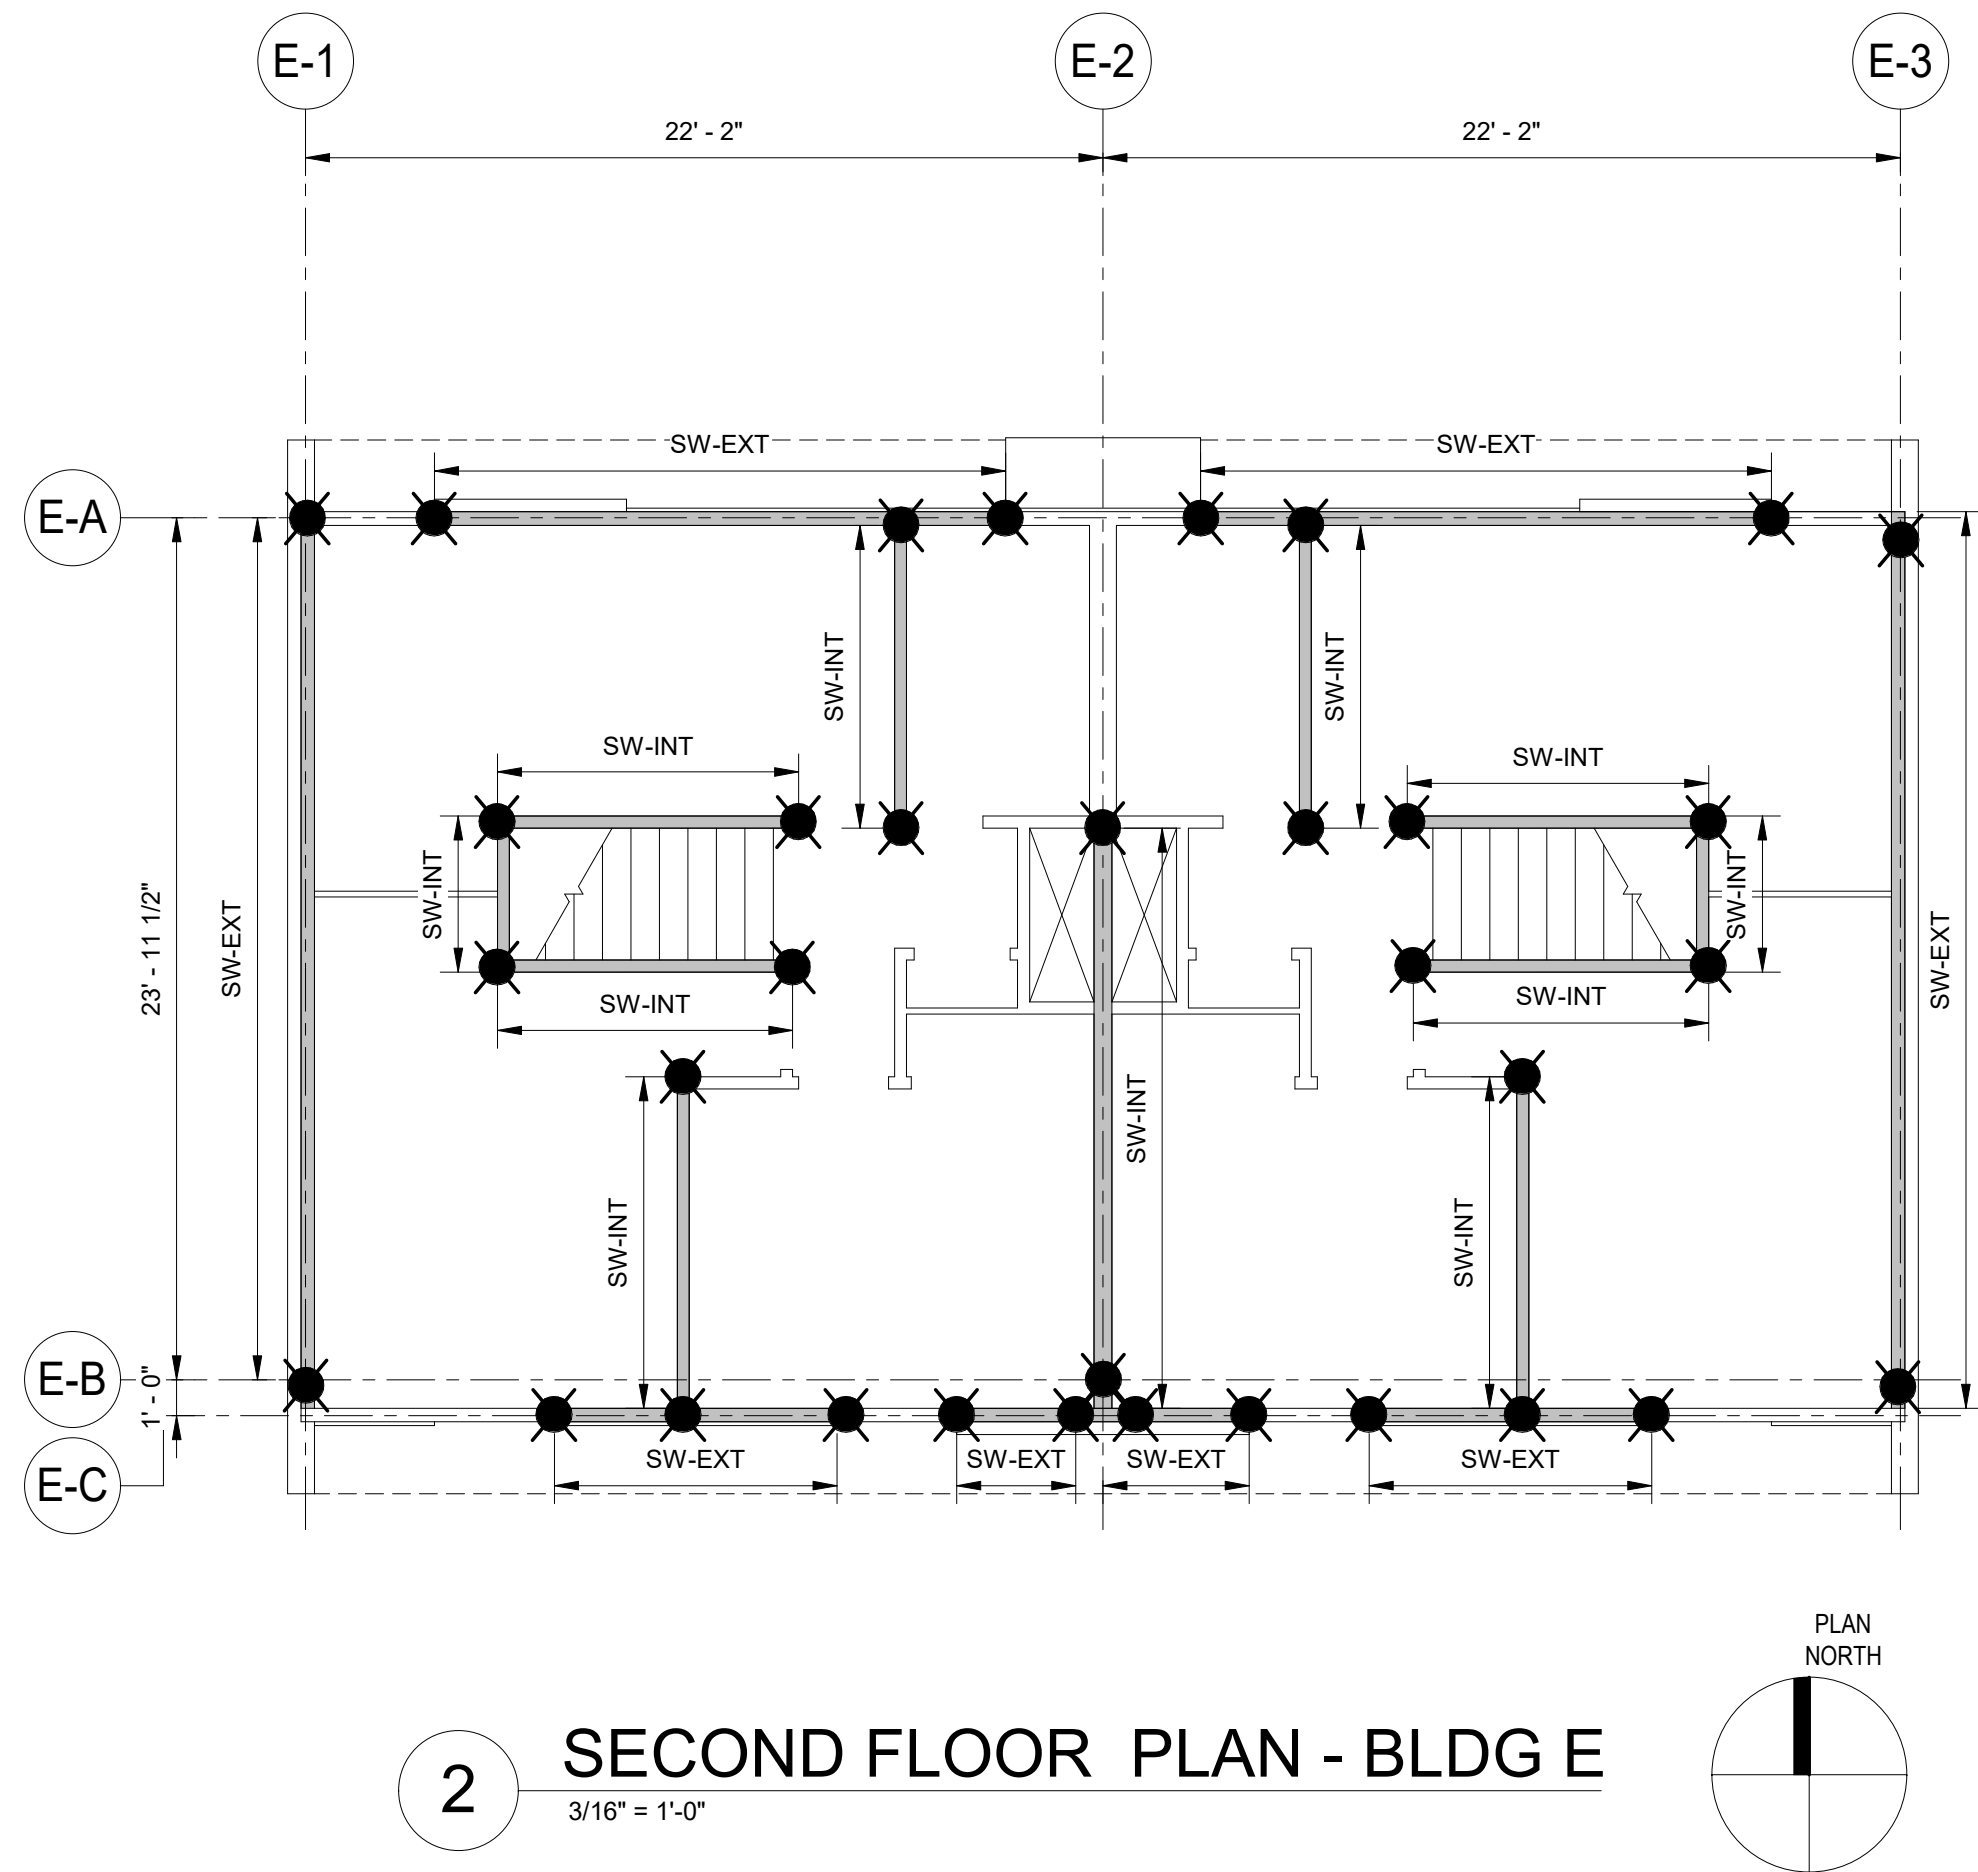 E-1
E-2
E-3
22' - 2"
22' - 2"
SW-EXT
SW-EXT
E-A
SW-INT
SW-INT
SW-INT
SW-INT
SW-INT
SW-INT
23' - 11 1/2"
SW-EXT
SW-EXT
SW-INT
SW-INT
SW-INT
SW-INT
SW-INT
E-B
1' - 0"
E-C
SW-EXT
SW-EXT
SW-EXT
SW-EXT
PLAN
NORTH
2
SECOND FLOOR PLAN - BLDG E
3/16" = 1'-0"